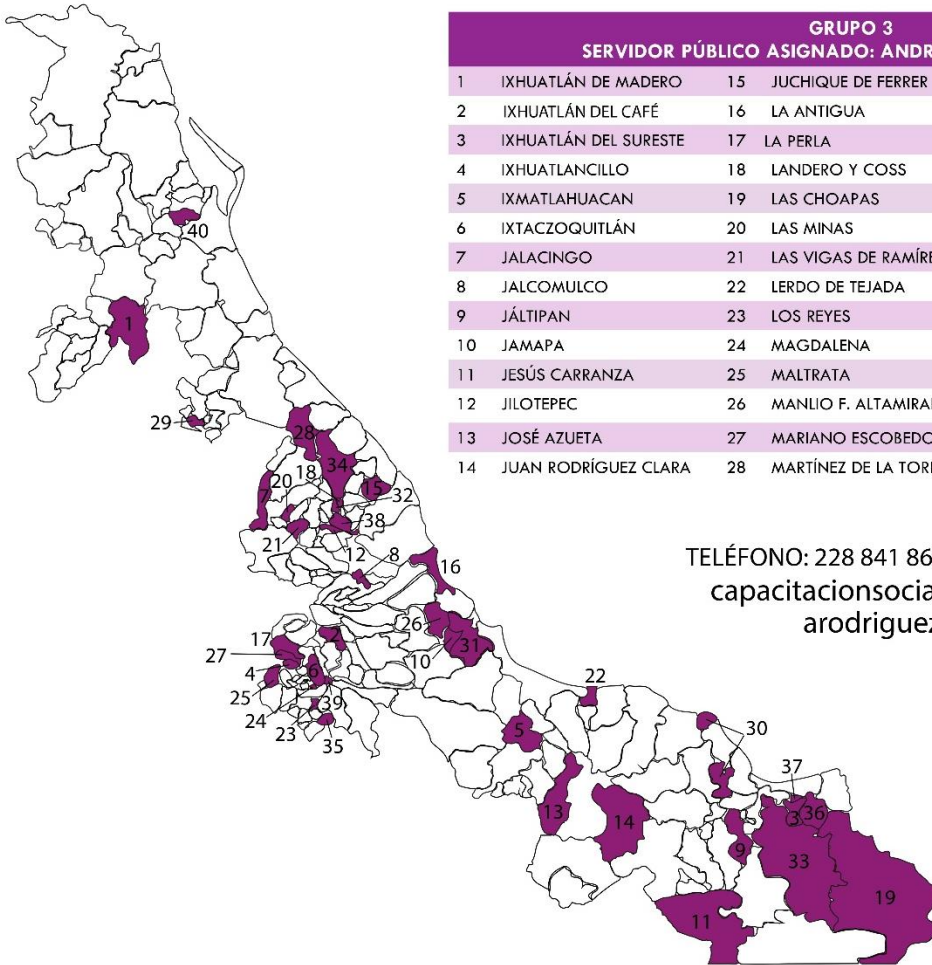 GRUPO 3
SERVIDOR PÚBLICO ASIGNADO: ANDR
1 IXHUATLÁN DE MADERO 15 JUCHIQUE DE FERRER
2 IXHUATLÁN DEL CAFÉ 16 LA ANTIGUA
3 IXHUATLÁN DEL SURESTE 17 LA PERLA
4 IXHUATLANCILLO 18 LANDERO Y COSS
5 IXMATLAHUACAN 19 LAS CHOAPAS
6 IXTACZOQUITLÁN 20 LAS MINAS
7 JALACINGO 21 LAS VIGAS DE RAMÍRE
8 JALCOMULCO 22 LERDO DE TEJADA
9 JÁLTIPAN 23 LOS REYES
10 JAMAPA 24 MAGDALENA
11 JESÚS CARRANZA 25 MALTRATA
12 JILOTEPEC 26 MANLIO F. ALTAMIRA
13 JOSÉ AZUETA 27 MARIANO ESCOBEDO
14 JUAN RODRÍGUEZ CLARA 28 MARTÍNEZ DE LA TOR
TELÉFONO: 228 841 86
capacitacionsocia
arodriguez
40
1
29
28
18
34
20
15
7
32
38
21
12
8
16
17
2
26
27
10
31
4
6
25
24
39
23
35
22
5
30
37
13
14
3
36
9
33
19
11